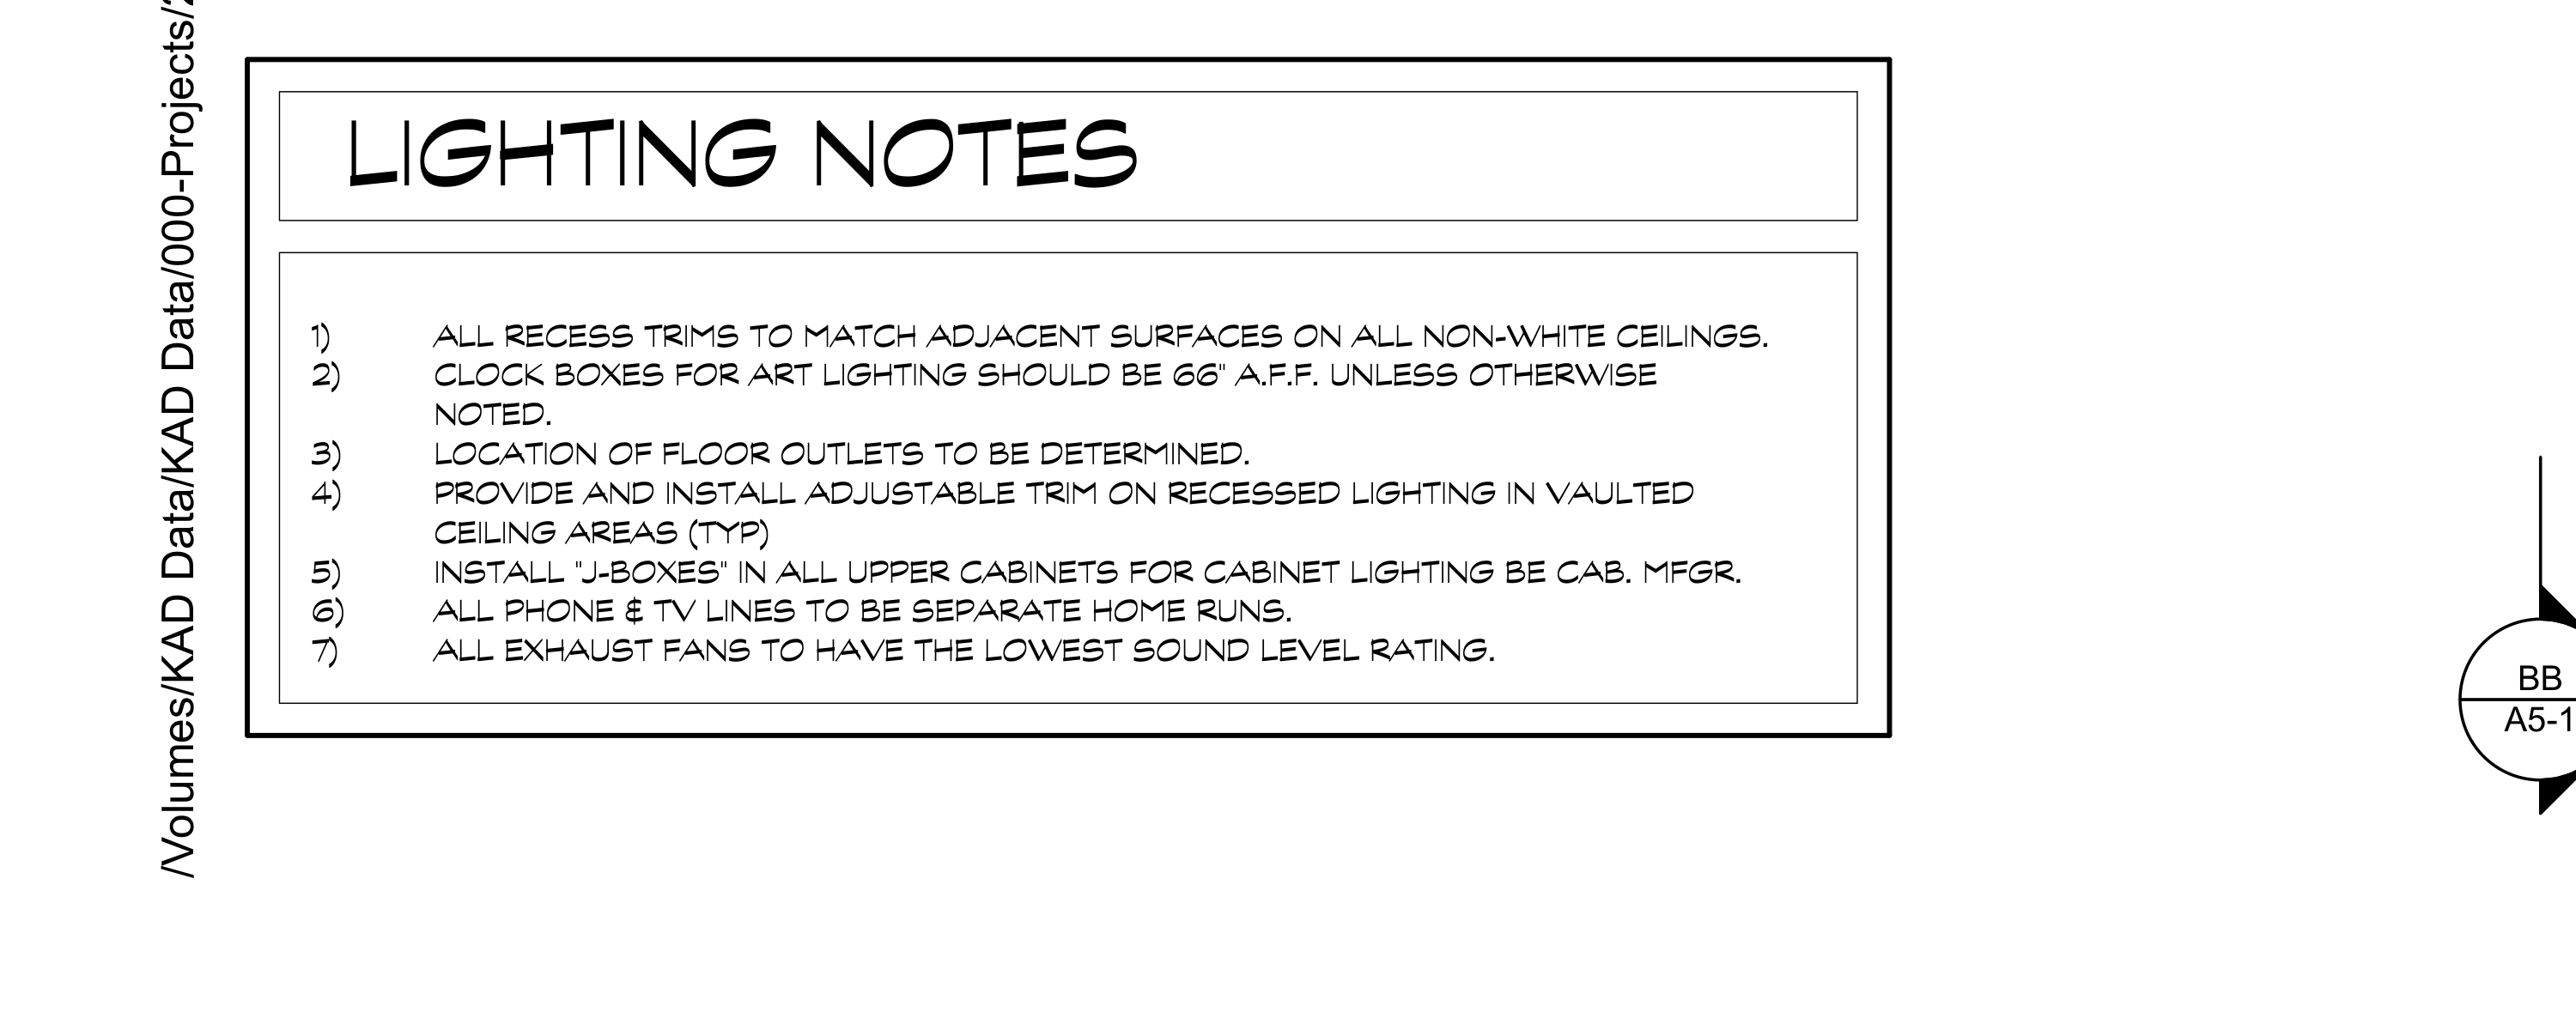 /Volumes/KAD Data/KAD Data/000-Projects/
LIGHTING NOTES
1) ALL RECESS TRIMS TO MATCH ADJACENT SURFACES ON ALL NON-WHITE CEILINGS.
2) CLOCK BOXES FOR ART LIGHTING SHOULD BE 66" A.F.F. UNLESS OTHERWISE
NOTED.
3) LOCATION OF FLOOR OUTLETS TO BE DETERMINED.
4) PROVIDE AND INSTALL ADJUSTABLE TRIM ON RECESSED LIGHTING IN VAULTED
CEILING AREAS (TYP)
5) INSTALL "J-BOXES" IN ALL UPPER CABINETS FOR CABINET LIGHTING BE CAB. MFGR.
6) ALL PHONE & TV LINES TO BE SEPARATE HOME RUNS.
7) ALL EXHAUST FANS TO HAVE THE LOWEST SOUND LEVEL RATING.
BB
A5-1